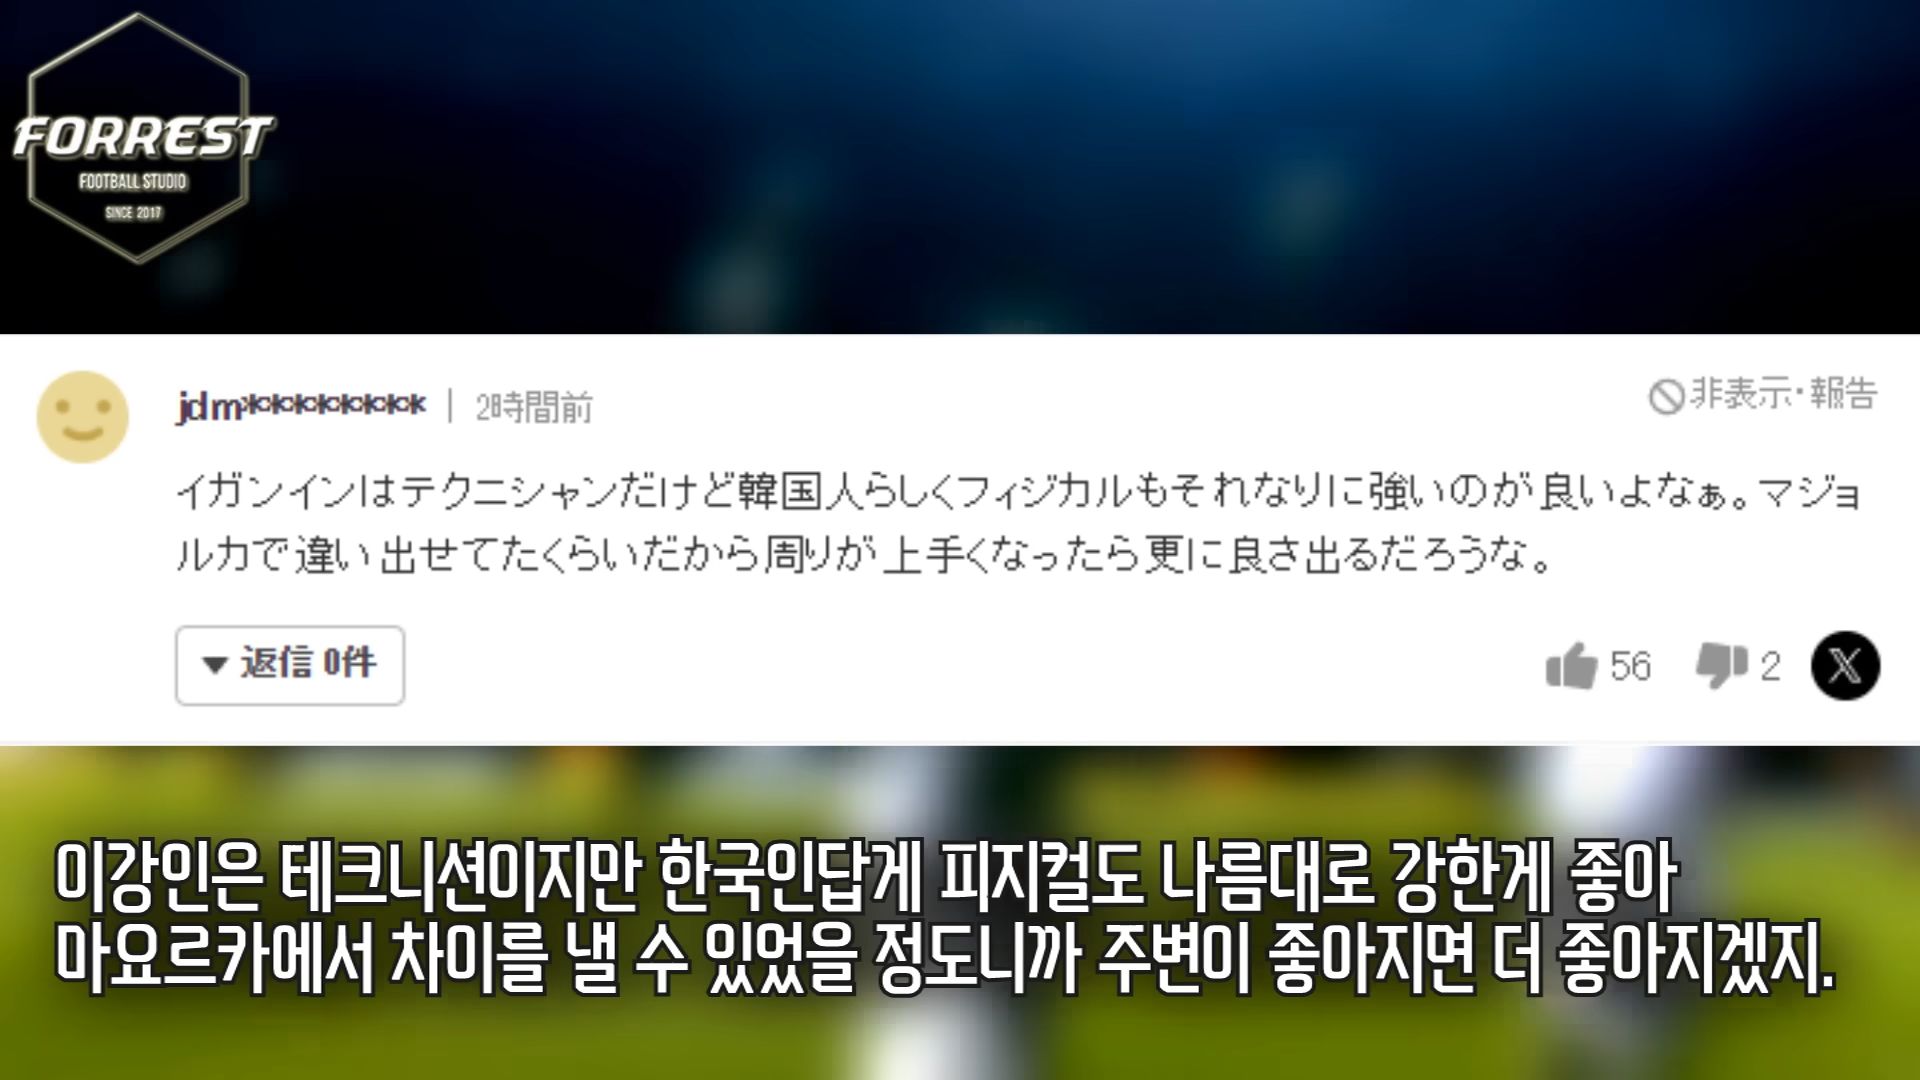 FORREST
FOOTBALL STUDIO
SINCE 2017
jdm********* | 2時間前
非表示・報告
イガンインはテクニシャンだけど韓国人らしくフィジカルもそれなりに強いのが良いよなぁ。マジョ
ルカで違い出せてたくらいだから周りが上手くなったら更に良さ出るだろうな。
返信 0件
56
2
이강인은 테크니션이지만 한국인답게 피지컬도 나름대로 강한게 좋아
마요르카에서 차이를 낼 수 있었을 정도니까 주변이 좋아지면 더 좋아지겠지.